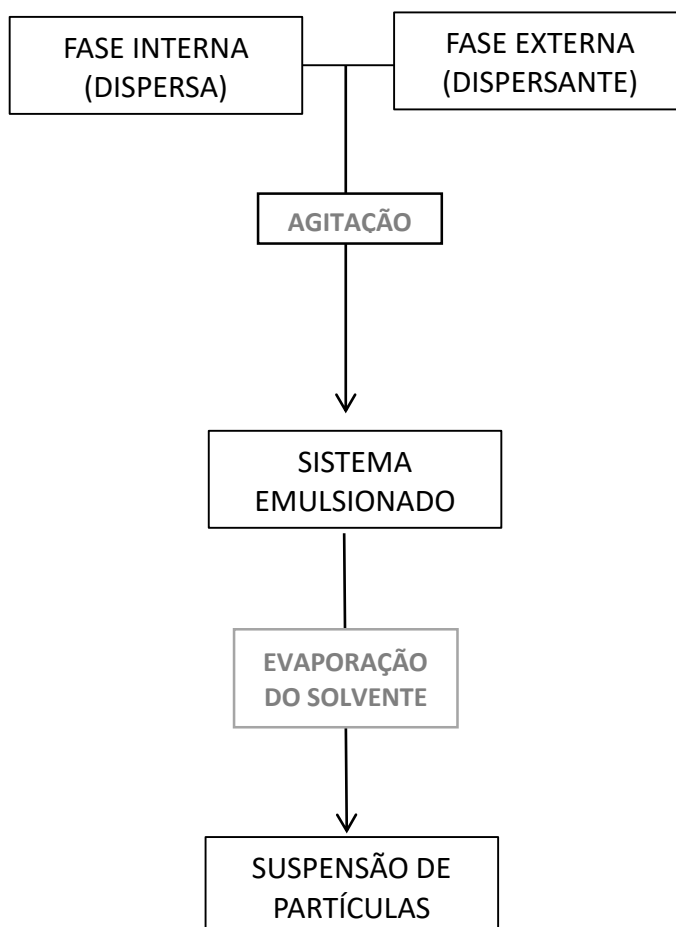 FASE INTERNA
(DISPERSA)
FASE EXTERNA
(DISPERSANTE)
AGITAÇÃO
SISTEMA
EMULSIONADO
EVAPORAÇÃO
DO SOLVENTE
SUSPENSÃO DE
PARTÍCULAS